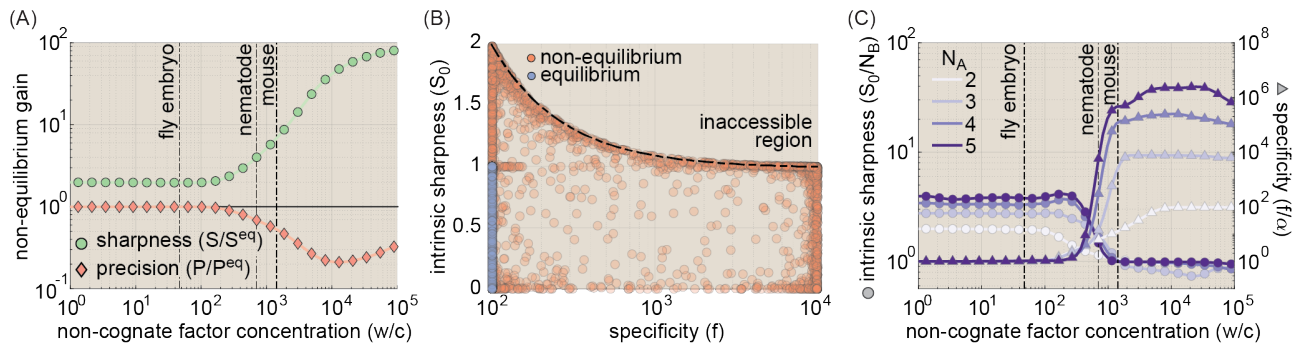 (A)
10² 
10¹
10⁰
10⁻¹
non-equilibrium gain
fly embryo
nematode
mouse
sharpness (S/S^eq)
precision (P/P^eq)
10⁰ 10¹ 10² 10³ 10⁴ 10⁵
non-cognate factor concentration (w/c)
(B)
2
1.5
1
0.5
0
intrinsic sharpness (S₀)
non-equilibrium
equilibrium
inaccessible
region
10² 10³ 10⁴
specificity (f)
(C)
10²
10¹
10⁰
intrinsic sharpness (S₀/N_B)
N_A
2
3
4
5
fly embryo
nematode
mouse
10⁸
10⁶
10⁴
10²
10⁰
specificity (f/α)
10⁰ 10¹ 10² 10³ 10⁴ 10⁵
non-cognate factor concentration (w/c)